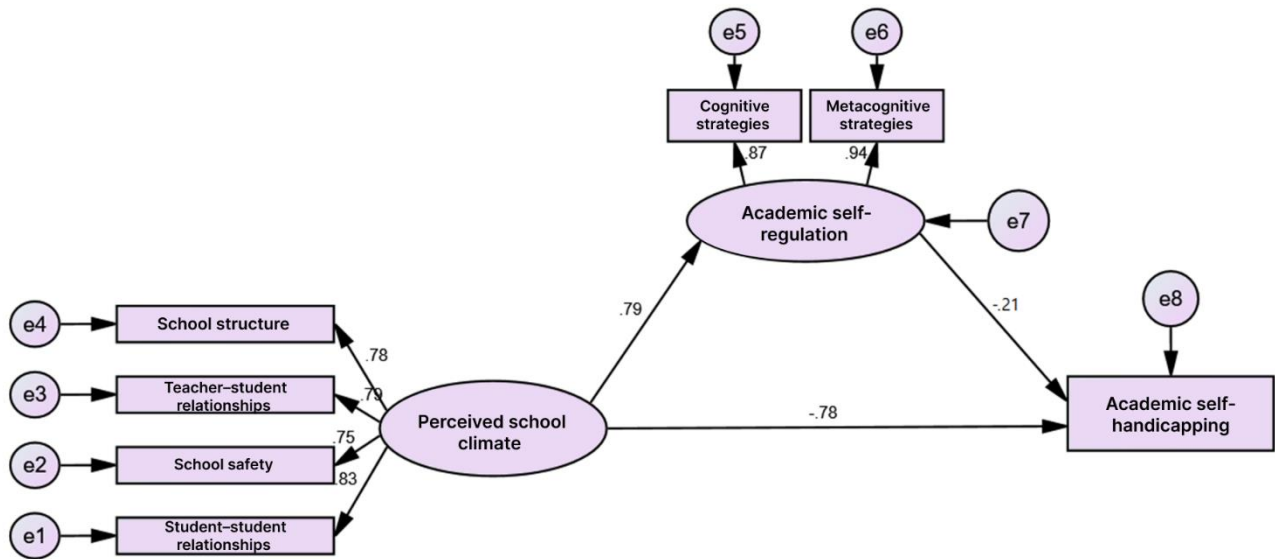 e5
e6
Cognitive
strategies
Metacognitive
strategies
.87
.94
Academic self-
regulation
e7
.79
-.21
e8
e4
School structure
.78
e3
Teacher–student
relationships
.79
Perceived school
climate
-.78
Academic self-
handicapping
e2
School safety
.75
e1
Student–student
relationships
.83